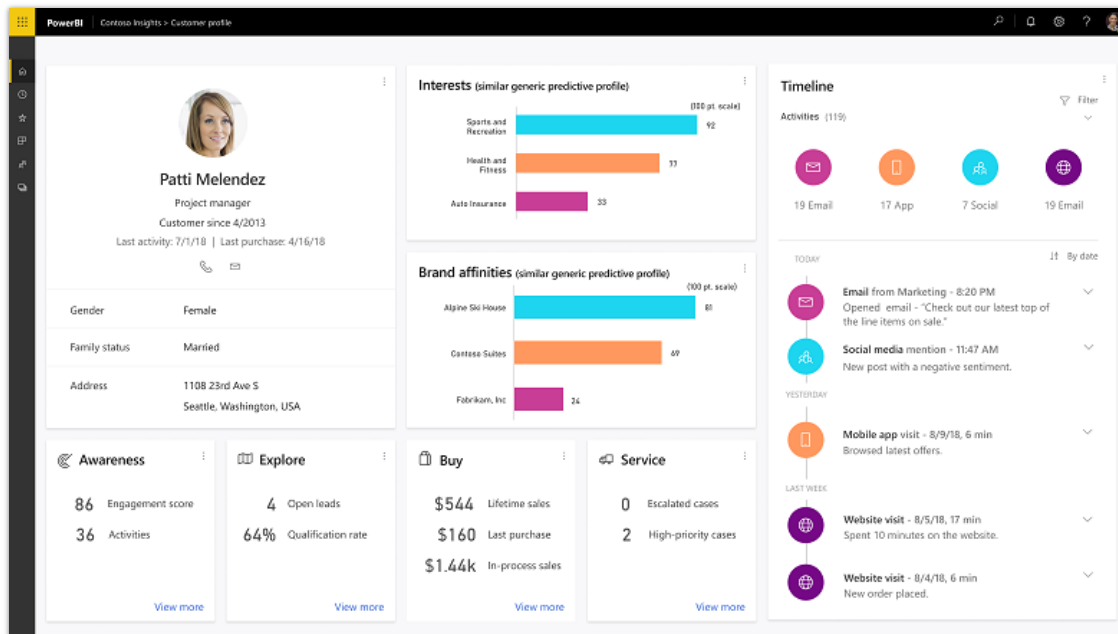 PowerBI
Contoso Insights > Customer profile
?
Patti Melendez
Project manager
Customer since 4/2013
Last activity: 7/1/18 | Last purchase: 4/16/18
Gender Female
Family status Married
Address 1108 23rd Ave S
Seattle, Washington, USA
Interests (similar generic predictive profile)
(100 pt. scale)
Sports and
Recreation
92
Health and
Fitness
Auto Insurance 33
Brand affinities (similar generic predictive profile)
(100 pt. scale)
Alpine Ski House 81
Contoso Suites 69
Fabrikam, Inc 24
Timeline
Filter
Activities (119)
19 Email 17 App 7 Social 19 Email
TODAY By date
Email from Marketing - 8:20 PM
Opened email - “Check out our latest top of
the line items on sale.”
Social media mention - 11:47 AM
New post with a negative sentiment.
YESTERDAY
Mobile app visit - 8/9/18, 6 min
Browsed latest offers.
LAST WEEK
Website visit - 8/5/18, 17 min
Spent 10 minutes on the website.
Website visit - 8/4/18, 6 min
New order placed.
Awareness
86 Engagement score
36 Activities
View more
Explore
4 Open leads
64% Qualification rate
View more
Buy
$544 Lifetime sales
$160 Last purchase
$1.44k In-process sales
View more
Service
0 Escalated cases
2 High-priority cases
View more